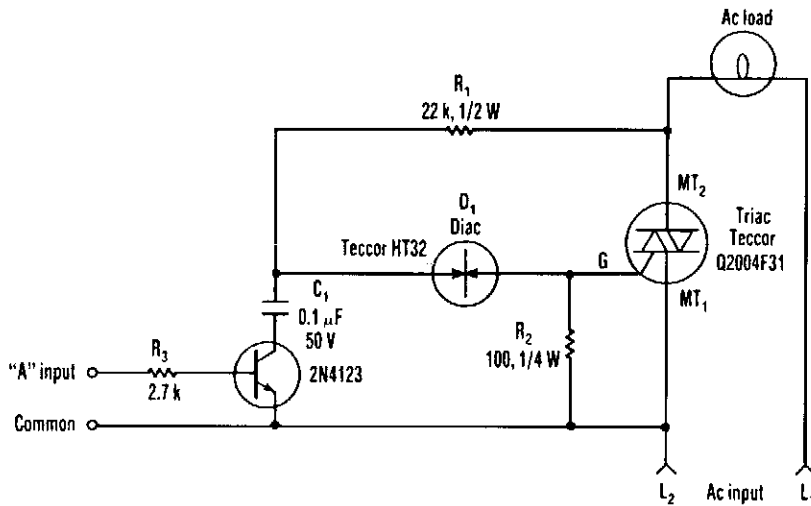 Ac load
R1
22 k, 1/2 W
D1
Diac
MT2
Triac
Teccor
Q2004F31
Teccor HT32
G
MT1
C1
0.1 µF
50 V
R2
100, 1/4 W
R3
"A" input
2.7 k
2N4123
Common
L2
Ac input
L